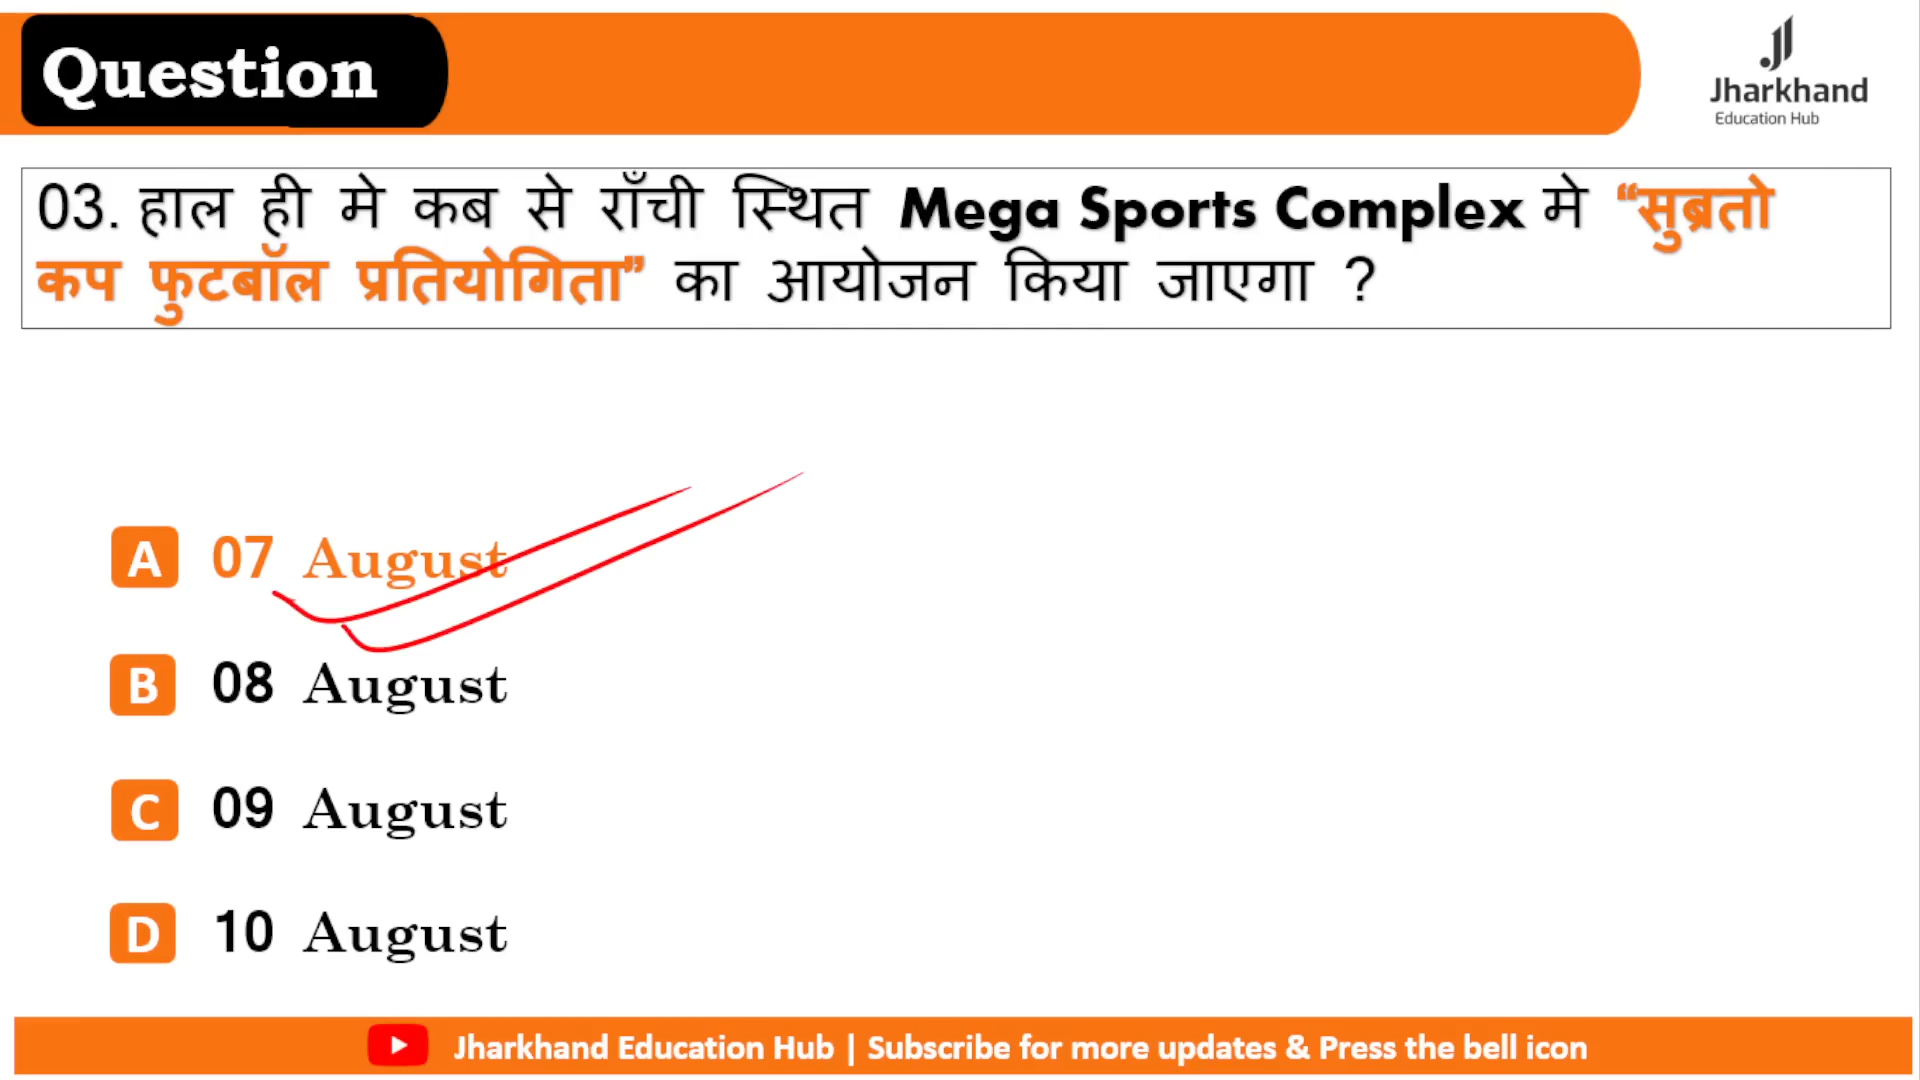 Question
Jharkhand
Education Hub
03. हाल ही मे कब से राँची स्थित Mega Sports Complex मे “सुब्रतो
कप फुटबॉल प्रतियोगिता” का आयोजन किया जाएगा ?
A 07 August
B 08 August
C 09 August
D 10 August
Jharkhand Education Hub | Subscribe for more updates & Press the bell icon